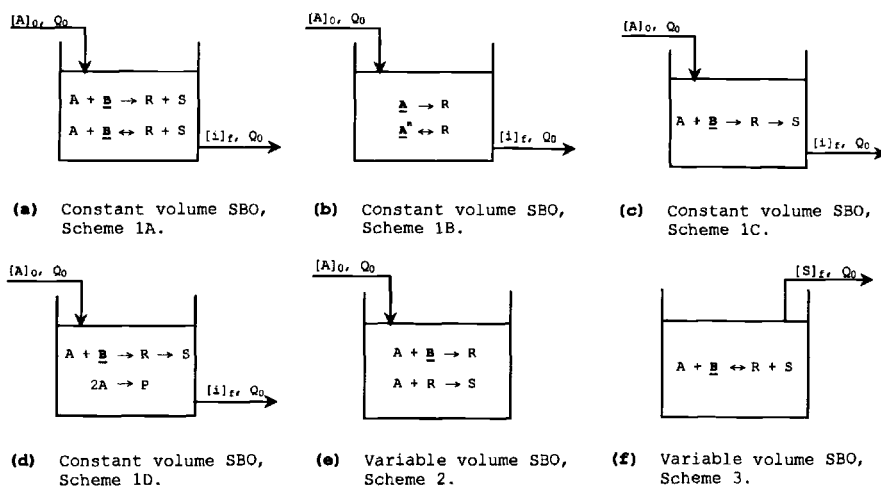 [A]₀, Q₀
A + B → R + S
A + B ↔ R + S
[i]f, Q₀
(a) Constant volume SBO,
Scheme 1A.
[A]₀, Q₀
A → R
Aⁿ ↔ R
[i]f, Q₀
(b) Constant volume SBO,
Scheme 1B.
[A]₀, Q₀
A + B → R → S
[i]f, Q₀
(c) Constant volume SBO,
Scheme 1C.
[A]₀, Q₀
A + B → R → S
2A → P
[i]f, Q₀
(d) Constant volume SBO,
Scheme 1D.
[A]₀, Q₀
A + B → R
A + R → S
(e) Variable volume SBO,
Scheme 2.
[S]f, Q₀
A + B ↔ R + S
(f) Variable volume SBO,
Scheme 3.